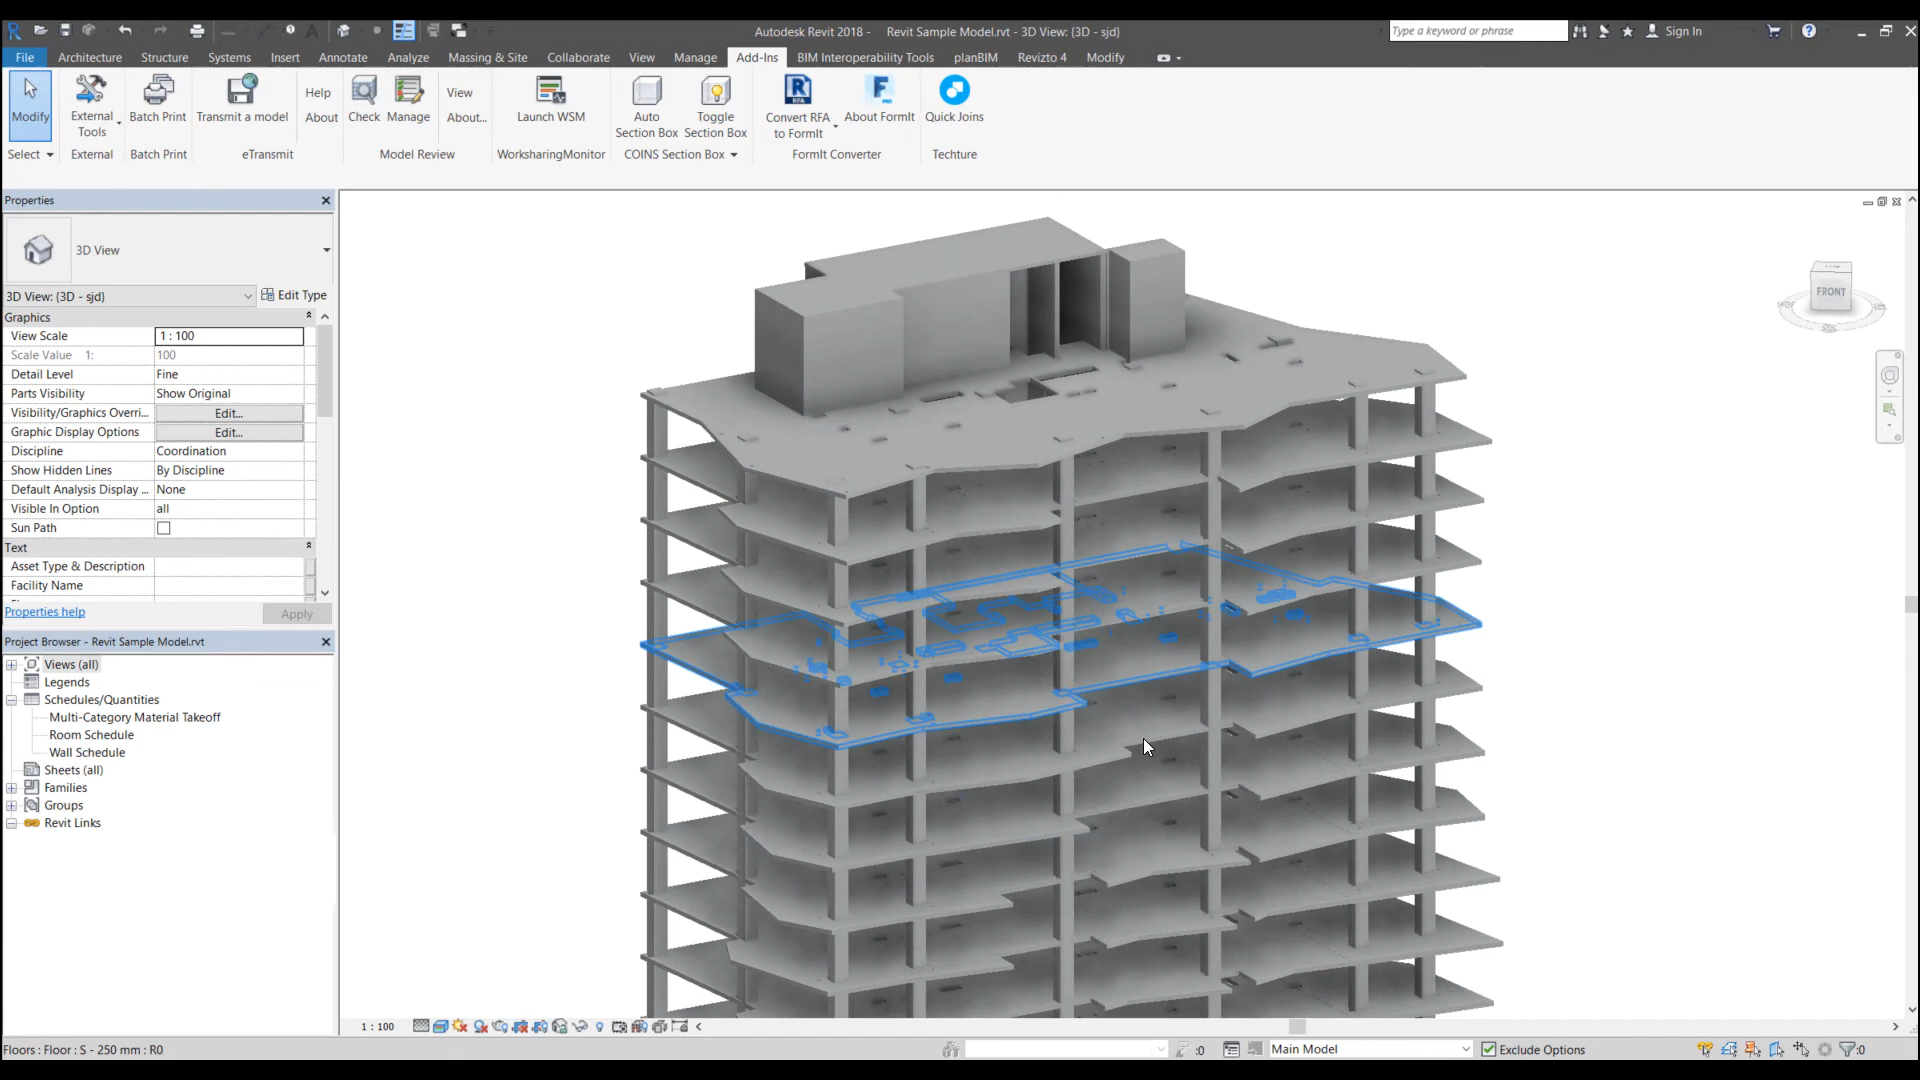 Autodesk Revit 2018 - Revit Sample Model.rvt - 3D View: {3D - sjd}
Type a keyword or phrase
Sign In
File Architecture Structure Systems Insert Annotate Analyze Massing & Site Collaborate View Manage Add-Ins BIM Interoperability Tools planBIM Revizto 4 Modify
Modify
External Tools
Batch Print
Transmit a model
Help
About
Check
Manage
View
About...
Launch WSM
Auto Section Box
Toggle Section Box
Convert RFA to FormIt
About FormIt
Quick Joins
Select External Batch Print eTransmit Model Review WorksharingMonitor COINS Section Box FormIt Converter Techture
Properties
3D View
3D View: {3D - sjd} Edit Type
Graphics
View Scale 1 : 100
Scale Value 1: 100
Detail Level Fine
Parts Visibility Show Original
Visibility/Graphics Overri... Edit...
Graphic Display Options Edit...
Discipline Coordination
Show Hidden Lines By Discipline
Default Analysis Display ... None
Visible In Option all
Sun Path
Text
Asset Type & Description
Facility Name
Properties help Apply
Project Browser - Revit Sample Model.rvt
Views (all)
Legends
Schedules/Quantities
Multi-Category Material Takeoff
Room Schedule
Wall Schedule
Sheets (all)
Families
Groups
Revit Links
FRONT
1 : 100
Floors : Floor : S - 250 mm : R0
:0
Main Model
Exclude Options
:0